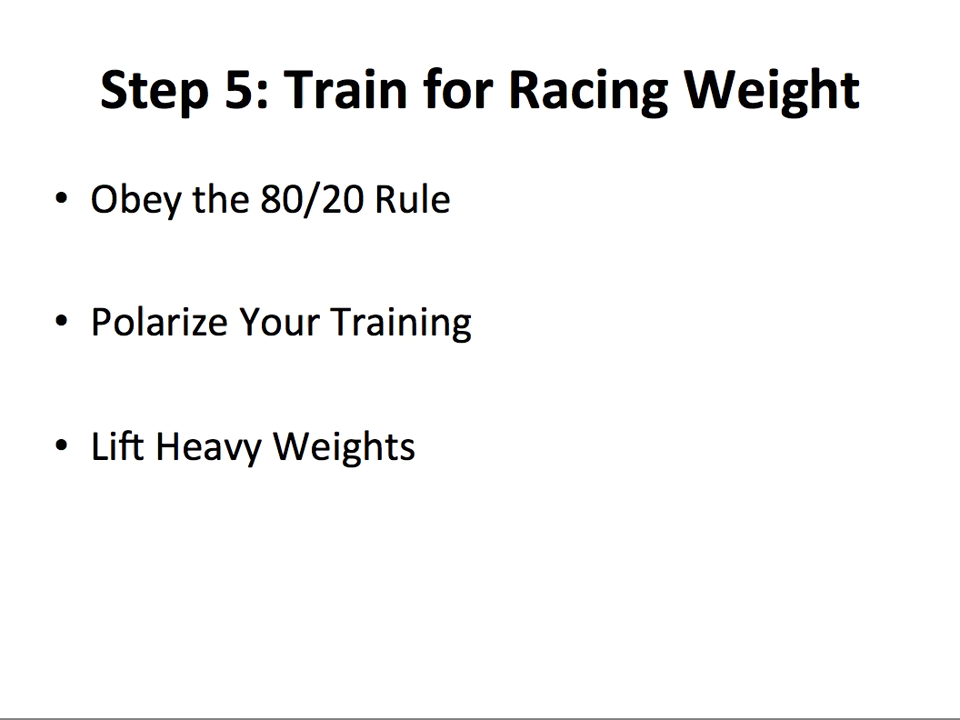 Step 5: Train for Racing Weight
• Obey the 80/20 Rule
• Polarize Your Training
• Lift Heavy Weights